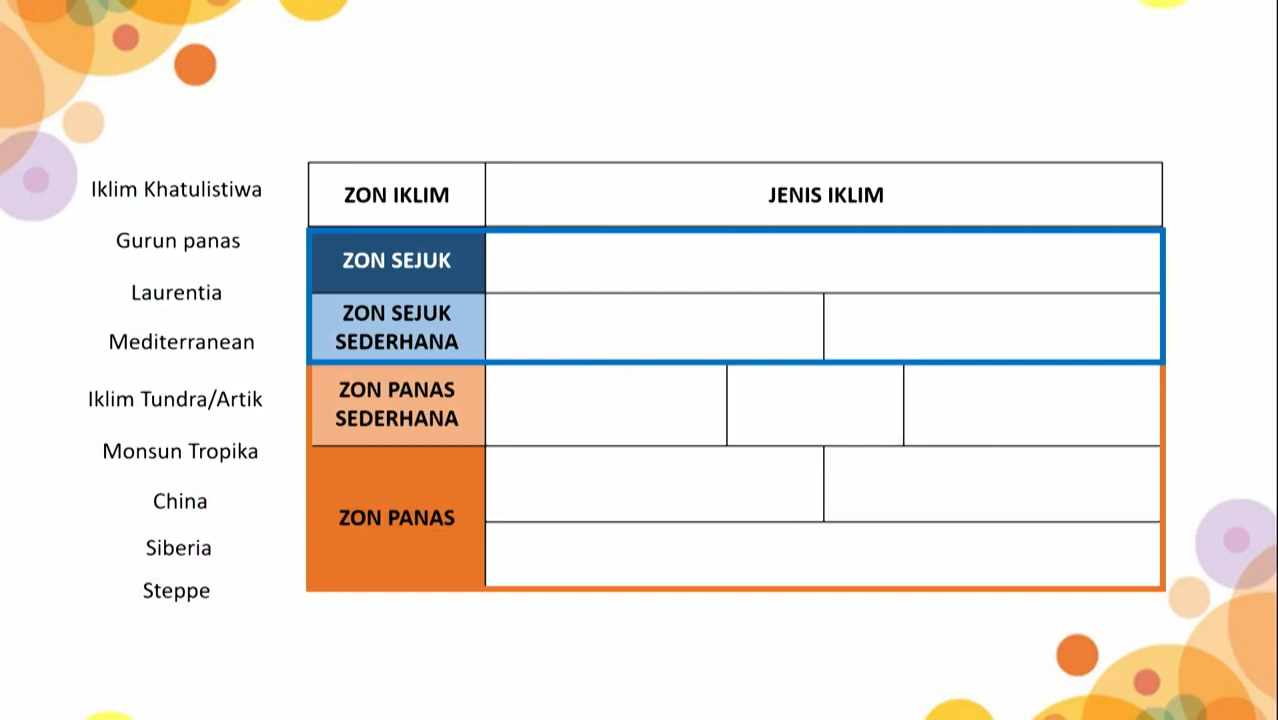 Iklim Khatulistiwa
Gurun panas
Laurentia
Mediterranean
Iklim Tundra/Artik
Monsun Tropika
China
Siberia
Steppe
ZON IKLIM
JENIS IKLIM
ZON SEJUK
ZON SEJUK
SEDERHANA
ZON PANAS
SEDERHANA
ZON PANAS